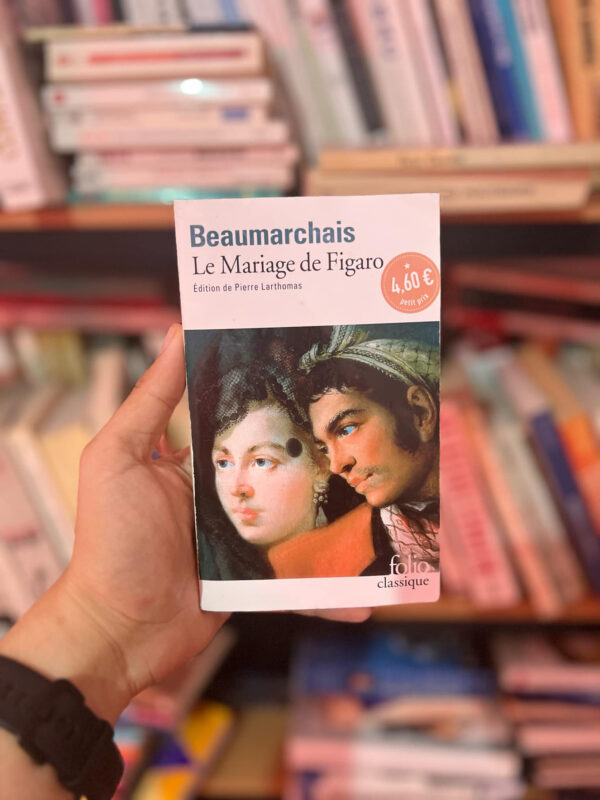 Beaumarchais
Le Mariage de Figaro
Édition de Pierre Larthomas
4,60 €
petit prix
folio
classique